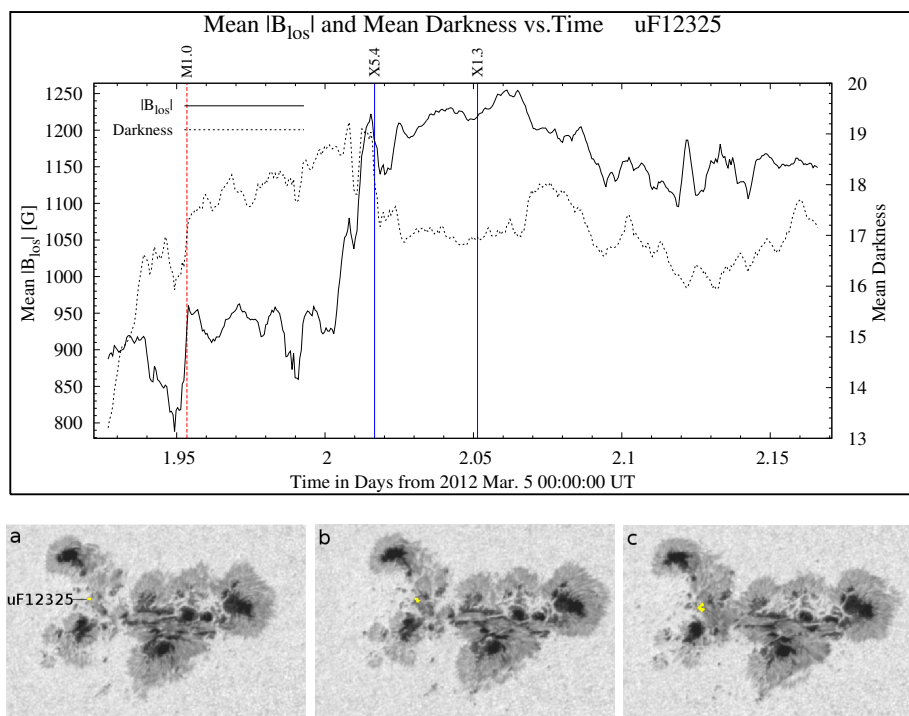 Mean |B_los| and Mean Darkness vs.Time uF12325
M1.0
X5.4
X1.3
|B_los|
Darkness
Mean |B_los| [G]
1250
1200
1150
1100
1050
1000
950
900
850
800
20
19
18
17
16
15
14
13
Mean Darkness
1.95 2 2.05 2.1 2.15
Time in Days from 2012 Mar. 5 00:00:00 UT
a
b
c
uF12325